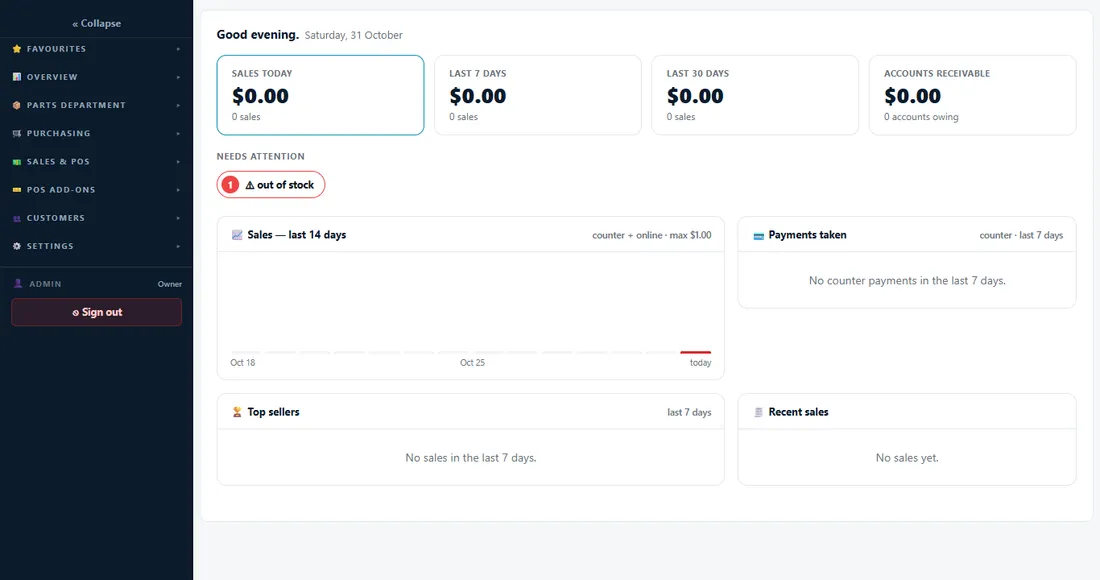 « Collapse
FAVOURITES
OVERVIEW
PARTS DEPARTMENT
PURCHASING
SALES & POS
POS ADD-ONS
CUSTOMERS
SETTINGS
ADMIN Owner
Sign out
Good evening. Saturday, 31 October
SALES TODAY
$0.00
0 sales
LAST 7 DAYS
$0.00
0 sales
LAST 30 DAYS
$0.00
0 sales
ACCOUNTS RECEIVABLE
$0.00
0 accounts owing
NEEDS ATTENTION
1 ⚠ out of stock
Sales — last 14 days counter + online · max $1.00
Oct 18 Oct 25 today
Payments taken counter · last 7 days
No counter payments in the last 7 days.
Top sellers last 7 days
No sales in the last 7 days.
Recent sales
No sales yet.